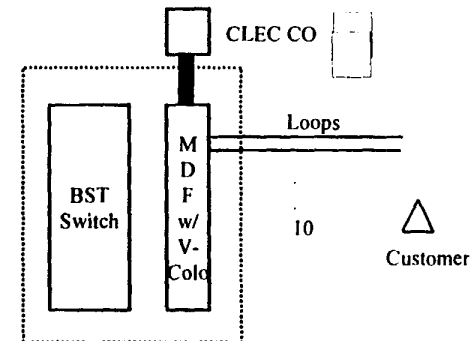 CLEC CO
Loops
M
D
F
w/
V-
Colo
BST
Switch
10
Customer